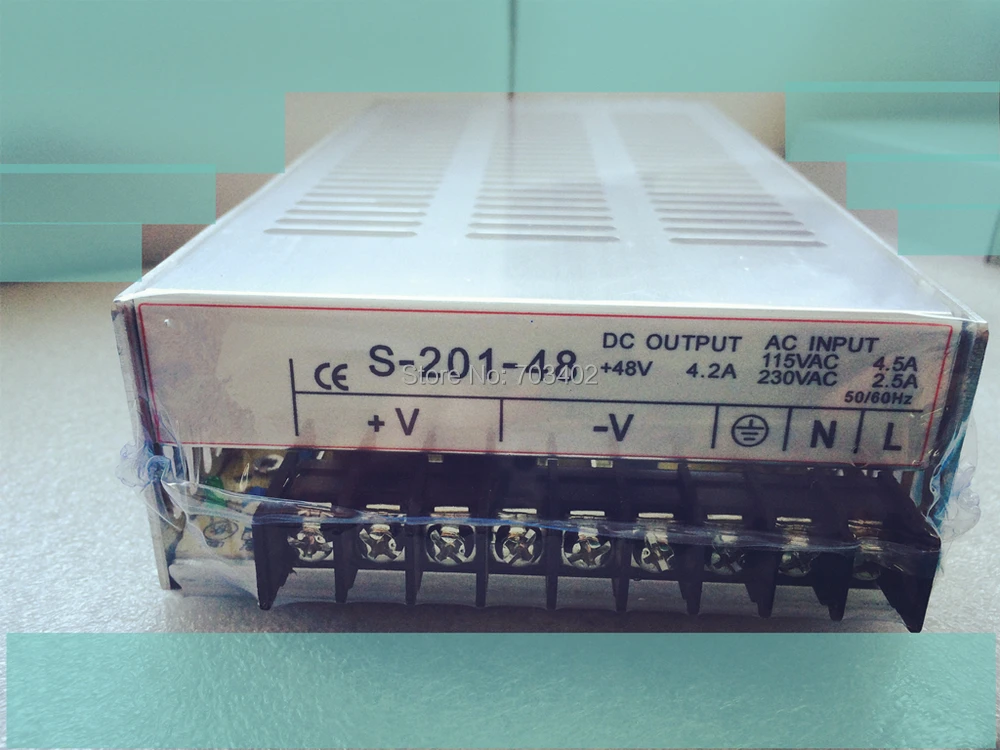 CE S-201-48
DC OUTPUT
+48V 4.2A
AC INPUT
115VAC 4.5A
230VAC 2.5A
50/60Hz
Store No: 703402
+V -V N L